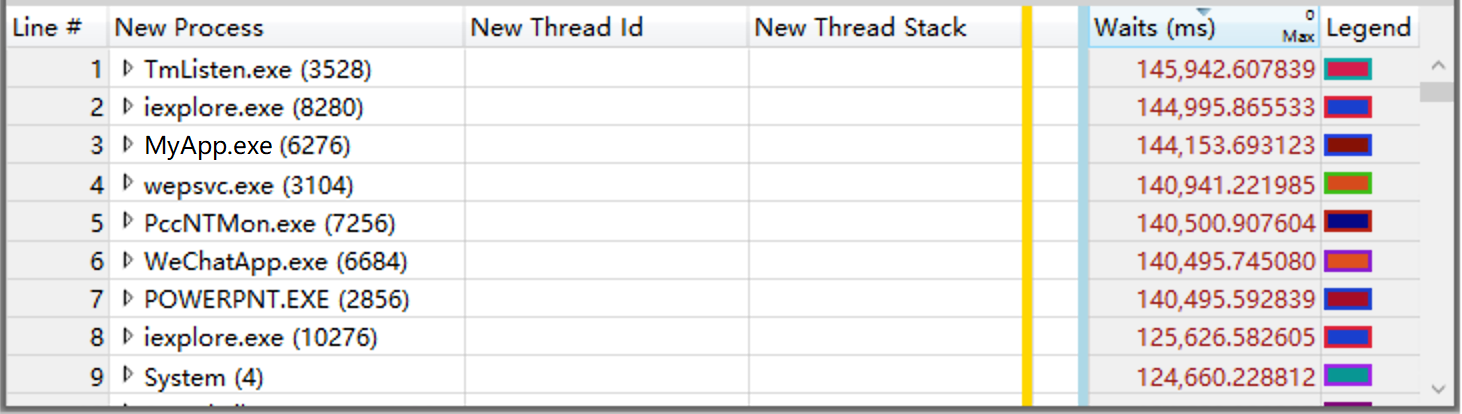 Line # New Process New Thread Id New Thread Stack Waits (ms) 0 Max Legend
1 TmListen.exe (3528) 145,942.607839
2 iexplore.exe (8280) 144,995.865533
3 MyApp.exe (6276) 144,153.693123
4 wepsvc.exe (3104) 140,941.221985
5 PccNTMon.exe (7256) 140,500.907604
6 WeChatApp.exe (6684) 140,495.745080
7 POWERPNT.EXE (2856) 140,495.592839
8 iexplore.exe (10276) 125,626.582605
9 System (4) 124,660.228812